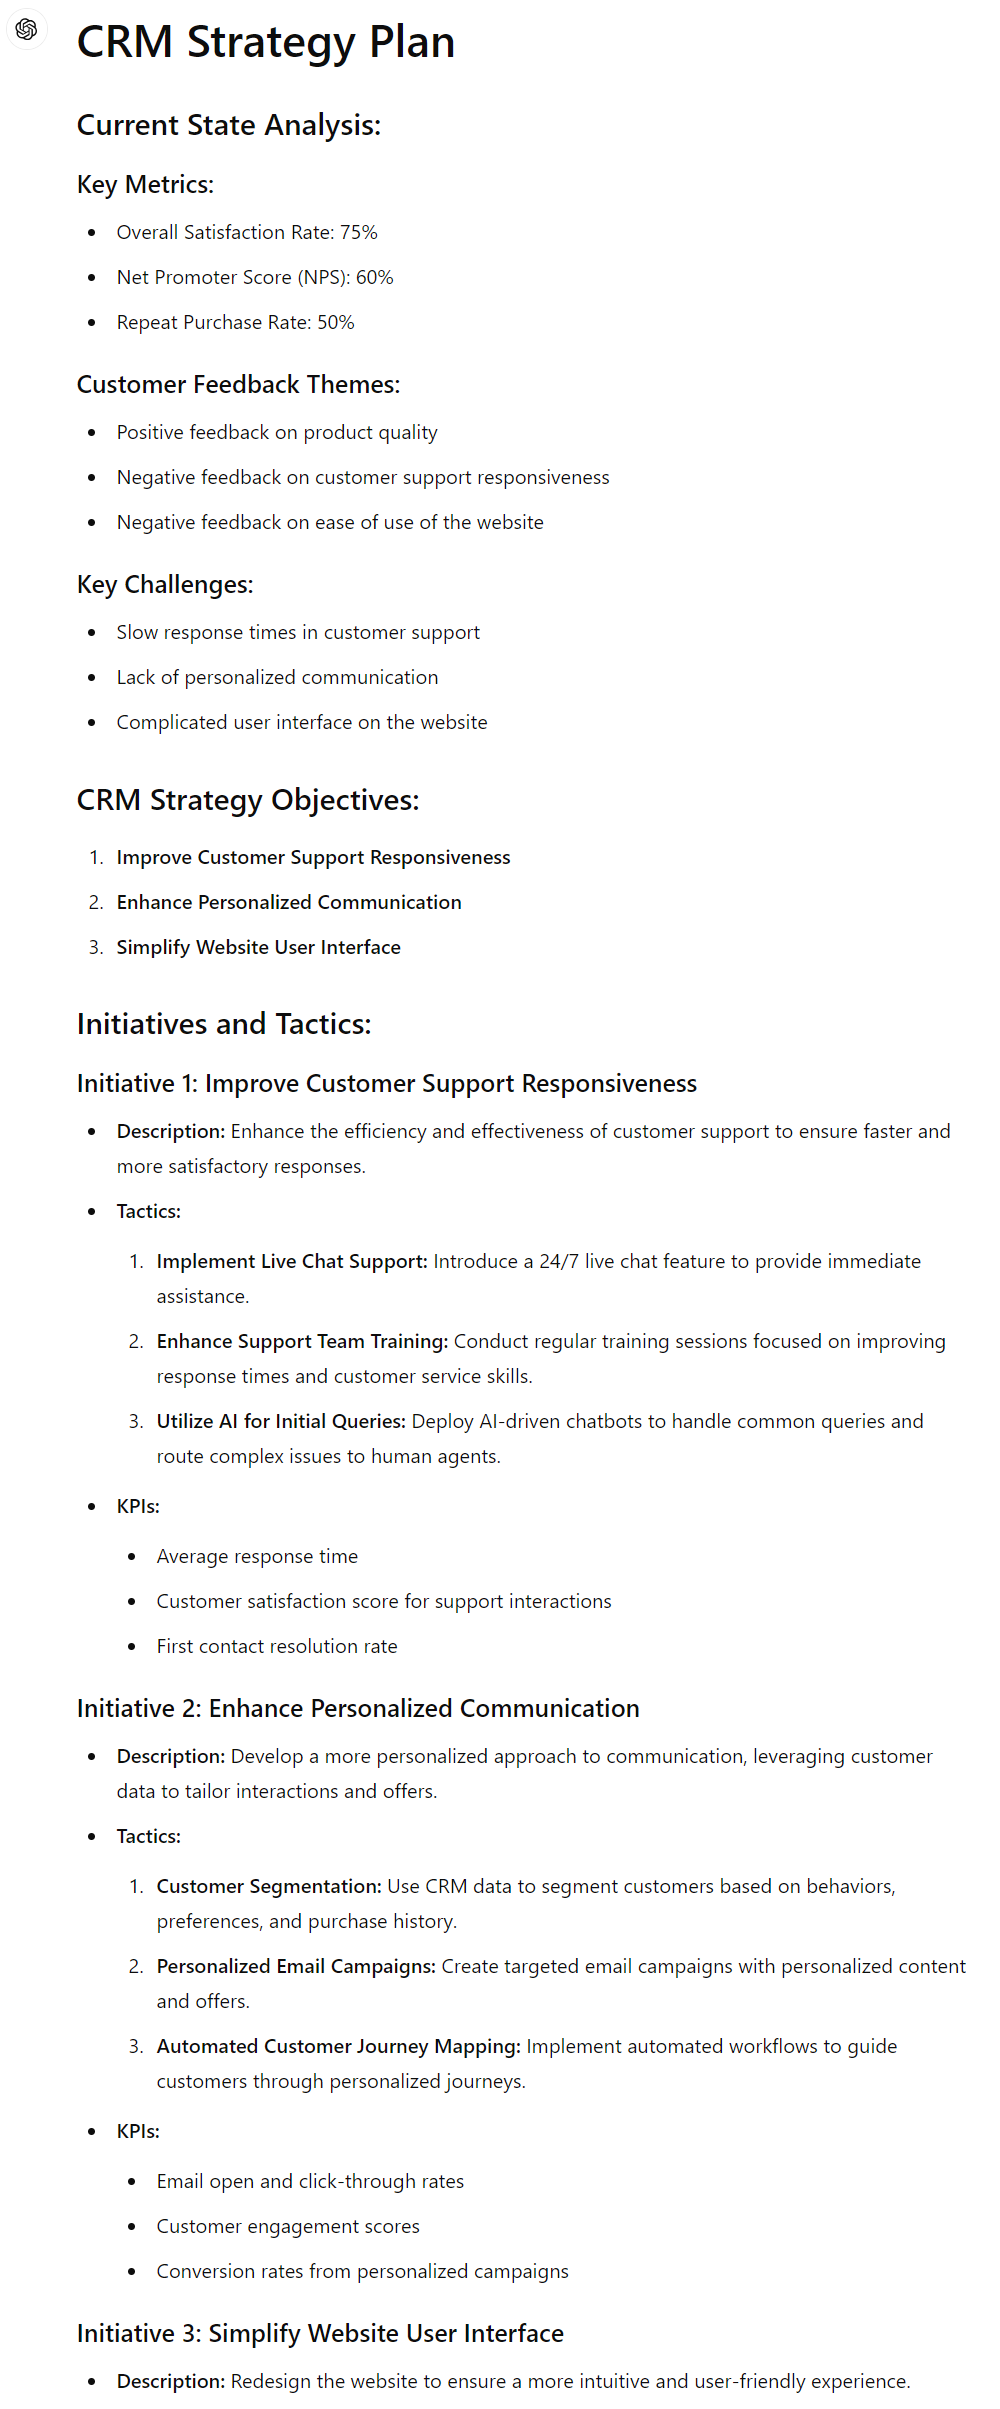 CRM Strategy Plan
Current State Analysis:
Key Metrics:
• Overall Satisfaction Rate: 75%
• Net Promoter Score (NPS): 60%
• Repeat Purchase Rate: 50%
Customer Feedback Themes:
• Positive feedback on product quality
• Negative feedback on customer support responsiveness
• Negative feedback on ease of use of the website
Key Challenges:
• Slow response times in customer support
• Lack of personalized communication
• Complicated user interface on the website
CRM Strategy Objectives:
1. Improve Customer Support Responsiveness
2. Enhance Personalized Communication
3. Simplify Website User Interface
Initiatives and Tactics:
Initiative 1: Improve Customer Support Responsiveness
• Description: Enhance the efficiency and effectiveness of customer support to ensure faster and
more satisfactory responses.
• Tactics:
1. Implement Live Chat Support: Introduce a 24/7 live chat feature to provide immediate
assistance.
2. Enhance Support Team Training: Conduct regular training sessions focused on improving
response times and customer service skills.
3. Utilize AI for Initial Queries: Deploy AI-driven chatbots to handle common queries and
route complex issues to human agents.
• KPIs:
• Average response time
• Customer satisfaction score for support interactions
• First contact resolution rate
Initiative 2: Enhance Personalized Communication
• Description: Develop a more personalized approach to communication, leveraging customer
data to tailor interactions and offers.
• Tactics:
1. Customer Segmentation: Use CRM data to segment customers based on behaviors,
preferences, and purchase history.
2. Personalized Email Campaigns: Create targeted email campaigns with personalized content
and offers.
3. Automated Customer Journey Mapping: Implement automated workflows to guide
customers through personalized journeys.
• KPIs:
• Email open and click-through rates
• Customer engagement scores
• Conversion rates from personalized campaigns
Initiative 3: Simplify Website User Interface
• Description: Redesign the website to ensure a more intuitive and user-friendly experience.